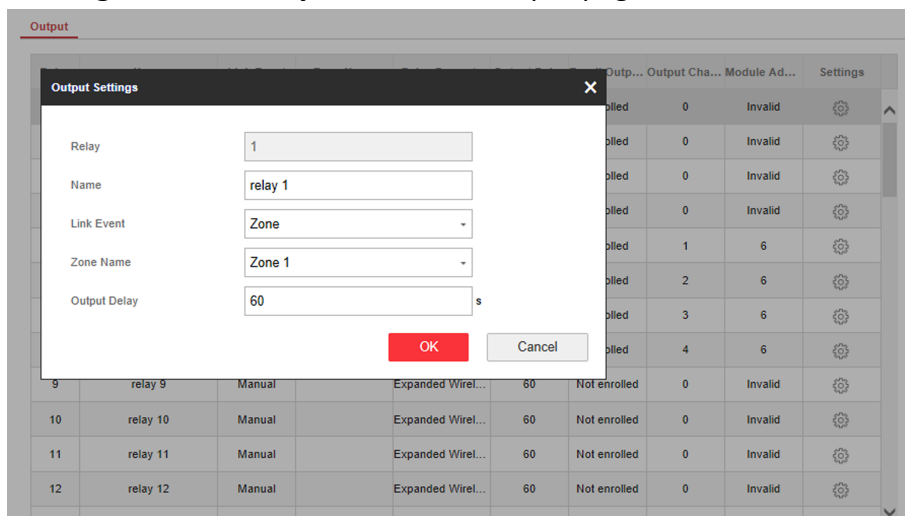 Output
Outp... Output Cha... Module Ad... Settings
Output Settings
olled 0 Invalid
Relay 1
olled 0 Invalid
Name relay 1
olled 0 Invalid
Link Event Zone
olled 0 Invalid
Zone Name Zone 1
olled 1 6
olled 2 6
Output Delay 60 s
olled 3 6
OK Cancel
olled 4 6
9 relay 9 Manual Expanded Wirel... 60 Not enrolled 0 Invalid
10 relay 10 Manual Expanded Wirel... 60 Not enrolled 0 Invalid
11 relay 11 Manual Expanded Wirel... 60 Not enrolled 0 Invalid
12 relay 12 Manual Expanded Wirel... 60 Not enrolled 0 Invalid